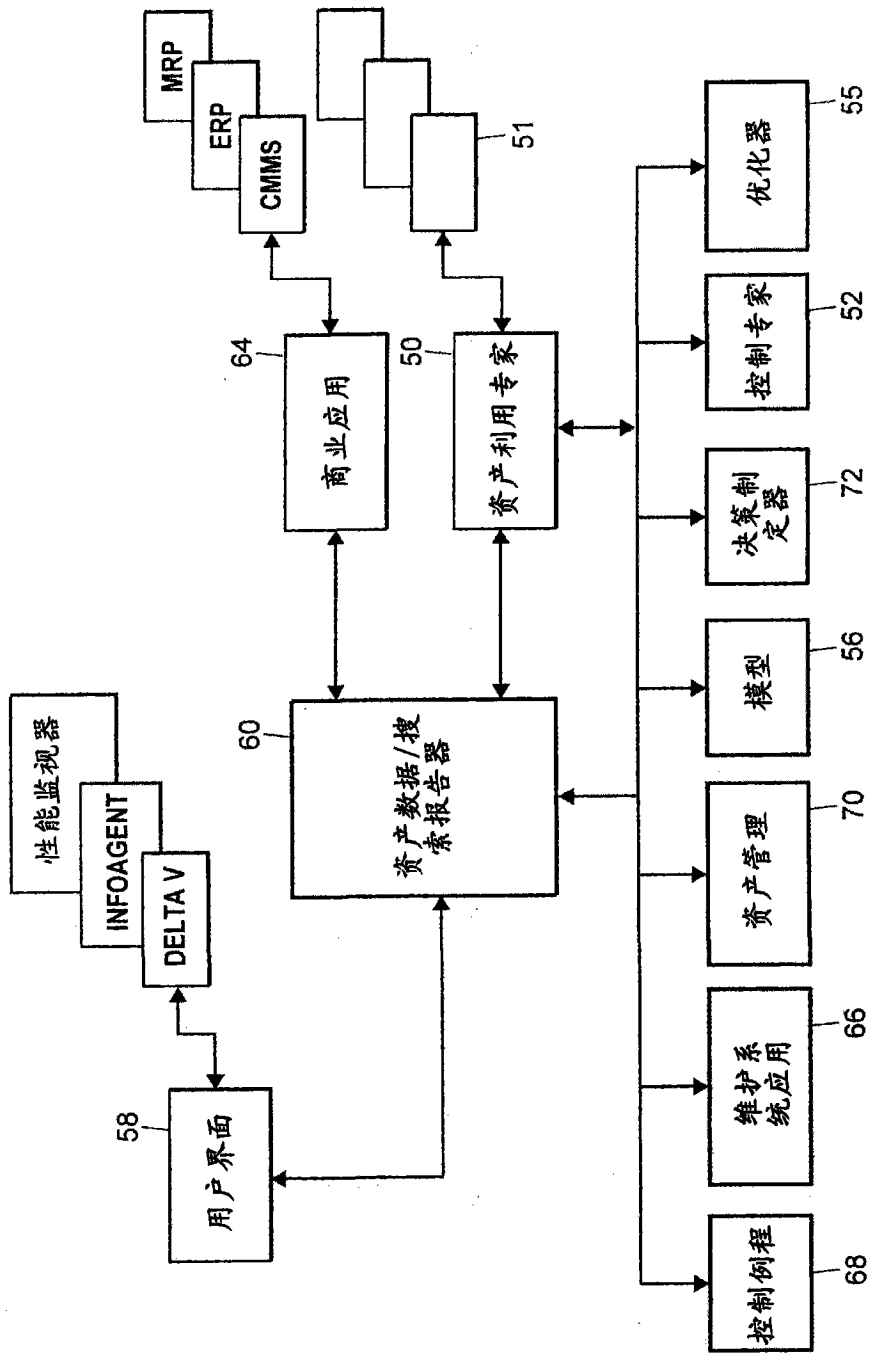 性能监视器
INFOAGENT
DELTA V
58
用户界面
60
资产数据/搜
索报告器
MRP
ERP
CMMS
64
商业应用
51
50
资产利用专家
控制例程
68
维护系
统应用
66
资产管理
70
模型
56
决策制
定器
72
控制专家
52
优化器
55